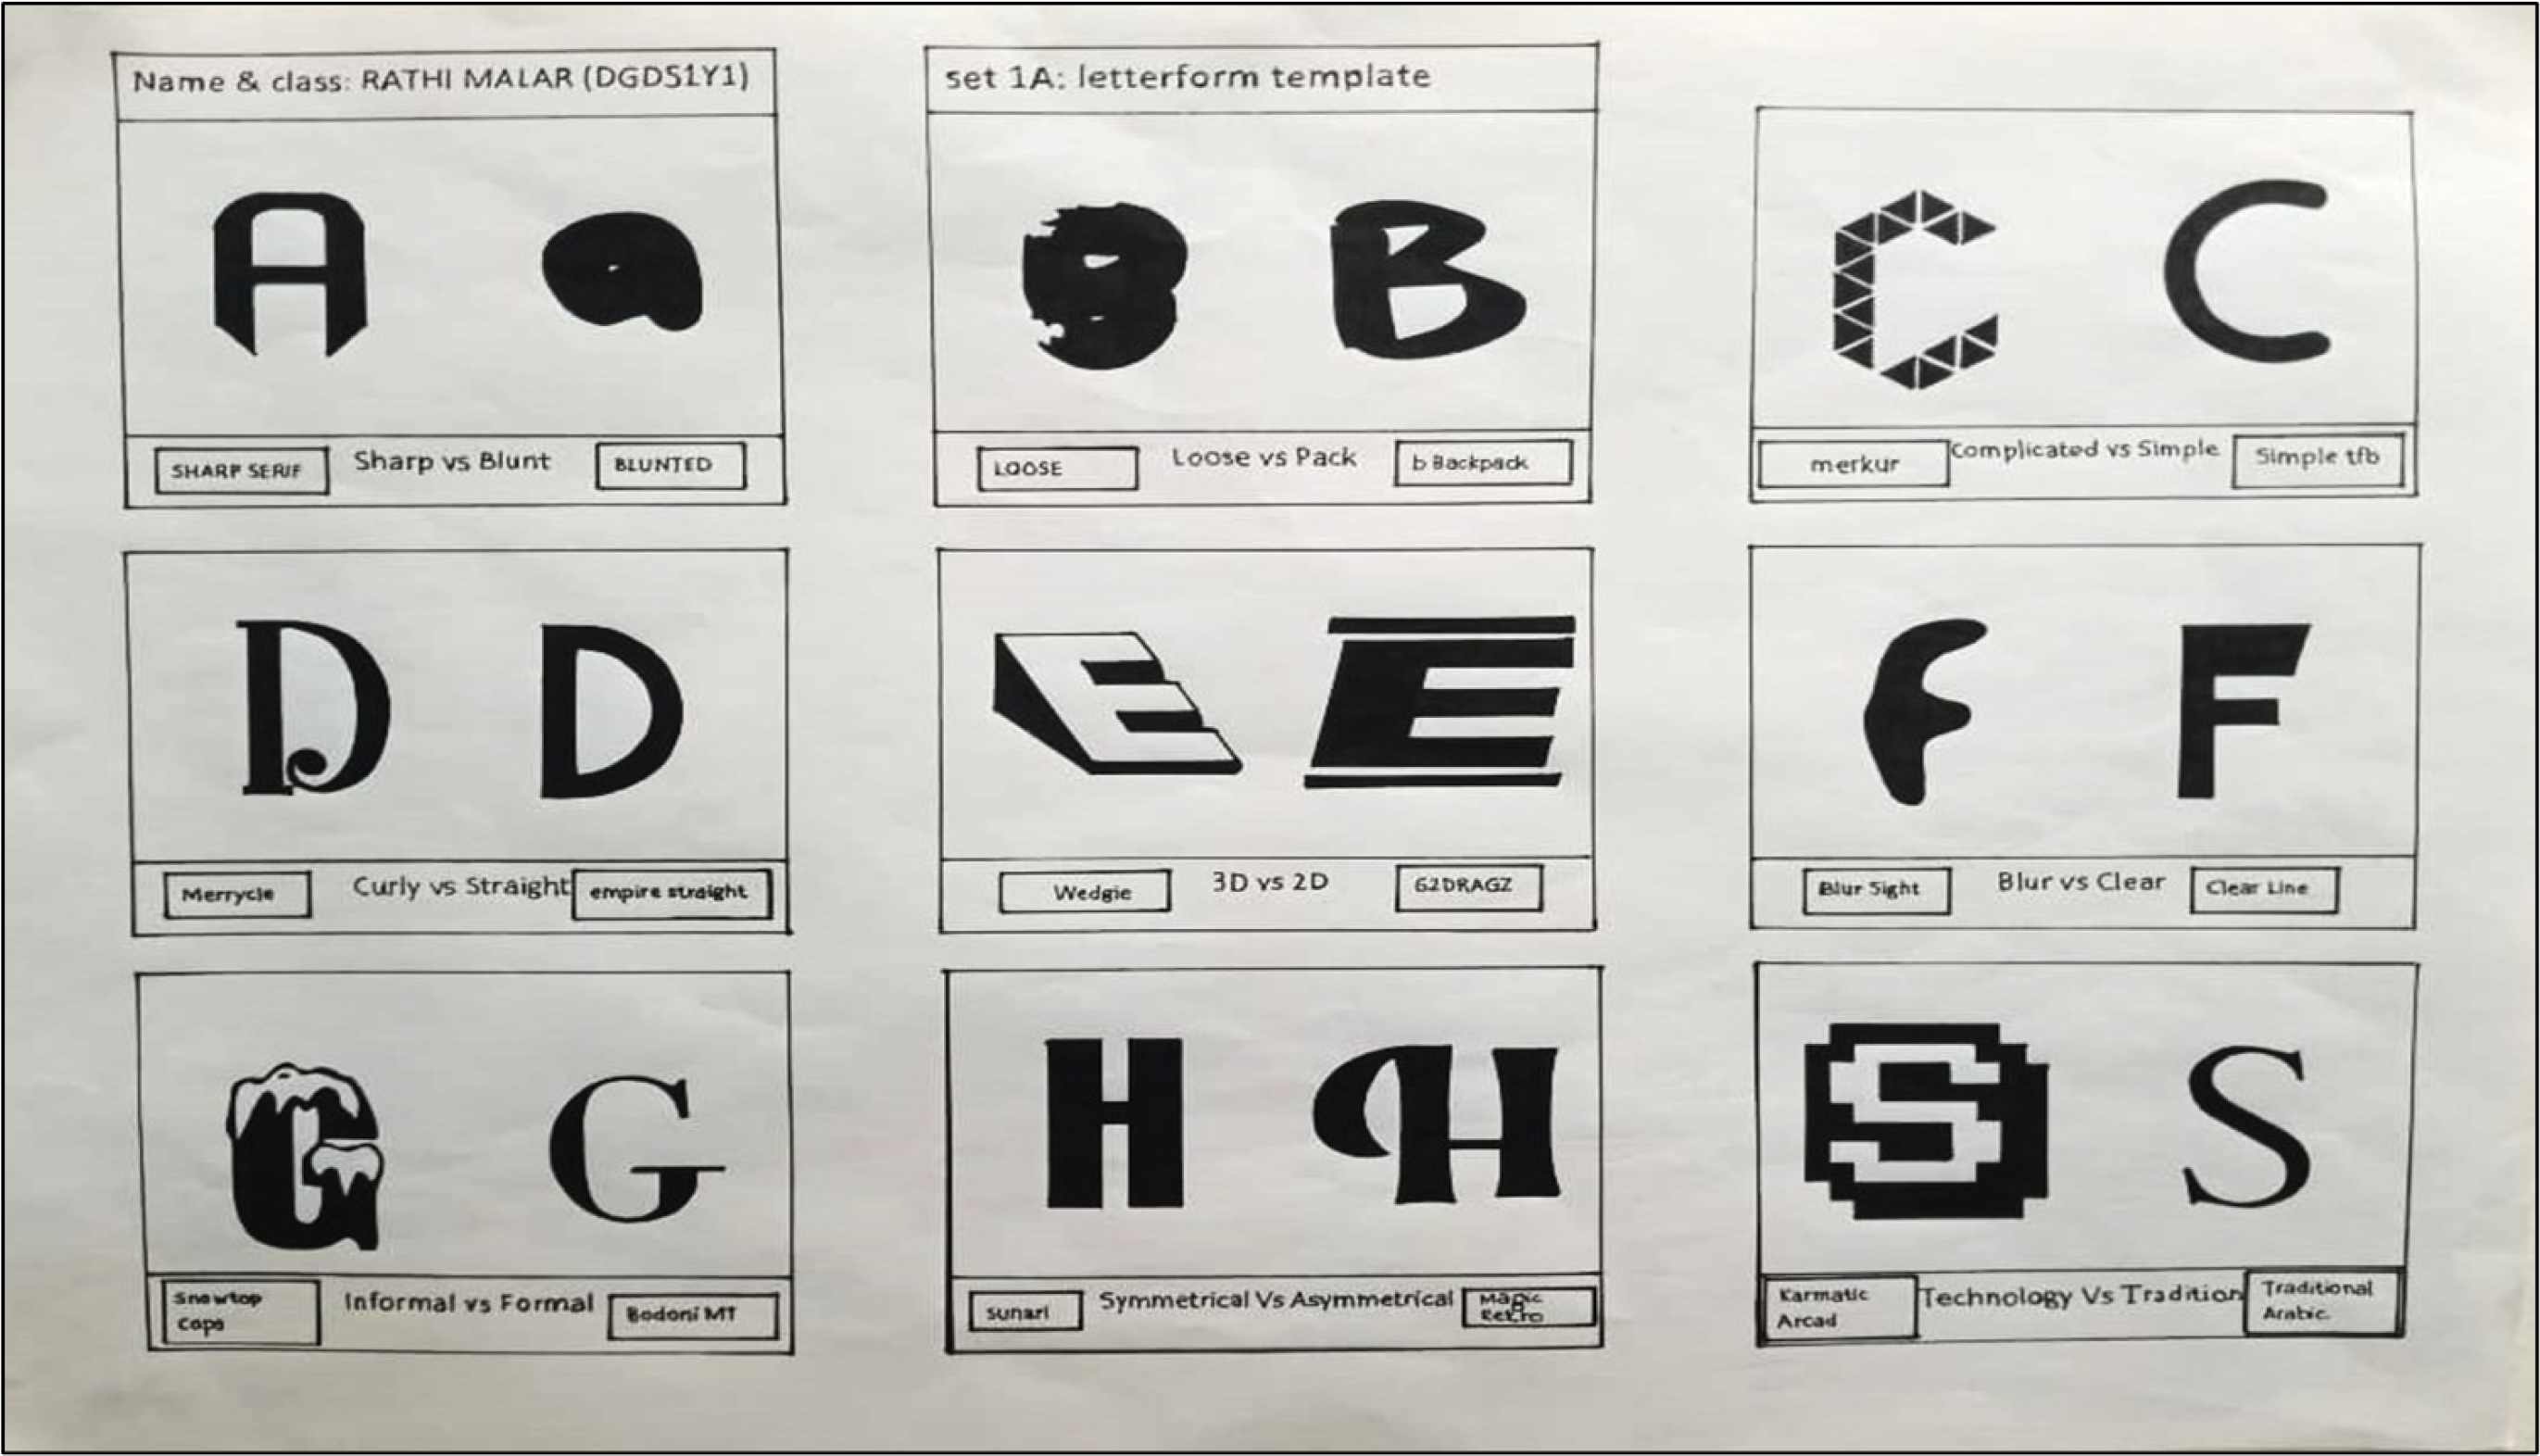 Name & class: RATHI MALAR (DGDS1Y1)
A a
SHARP SERIF Sharp vs Blunt BLUNTED
set 1A: letterform template
B B
LOOSE Loose vs Pack b Backpack
C C
merkur Complicated vs Simple Simple tfb
D D
Merrycle Curly vs Straight empire straight
E E
Wedgie 3D vs 2D G2DRAGZ
F F
Blur Sight Blur vs Clear Clear Line
G G
Snowtop
Caps Informal vs Formal Bodoni MT
H H
sunari Symmetrical Vs Asymmetrical Magic
Retro
S S
Karmatic
Arcad Technology Vs Tradition Traditional
Arabic